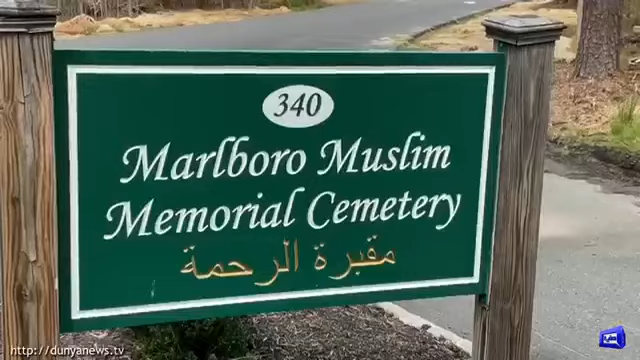 340
Marlboro Muslim
Memorial Cemetery
مقبرة الرحمة
http://dunyanews.tv